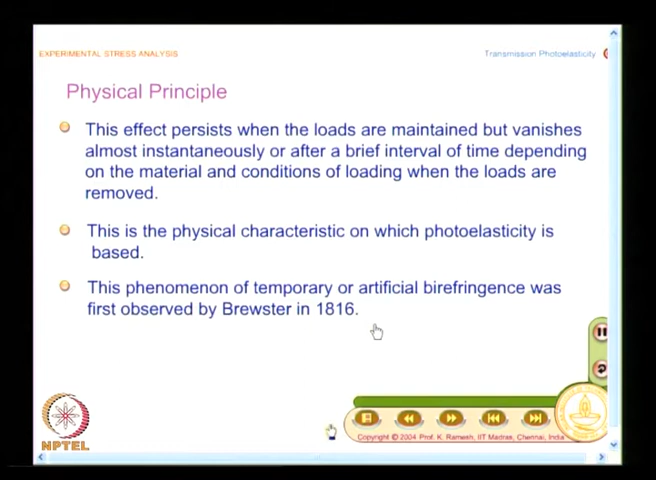 EXPERIMENTAL STRESS ANALYSIS
Transmission Photoelasticity
Physical Principle
This effect persists when the loads are maintained but vanishes
almost instantaneously or after a brief interval of time depending
on the material and conditions of loading when the loads are
removed.
This is the physical characteristic on which photoelasticity is
based.
This phenomenon of temporary or artificial birefringence was
first observed by Brewster in 1816.
NPTEL
Copyright © 2004 Prof. K. Ramesh, IIT Madras, Chennai, India